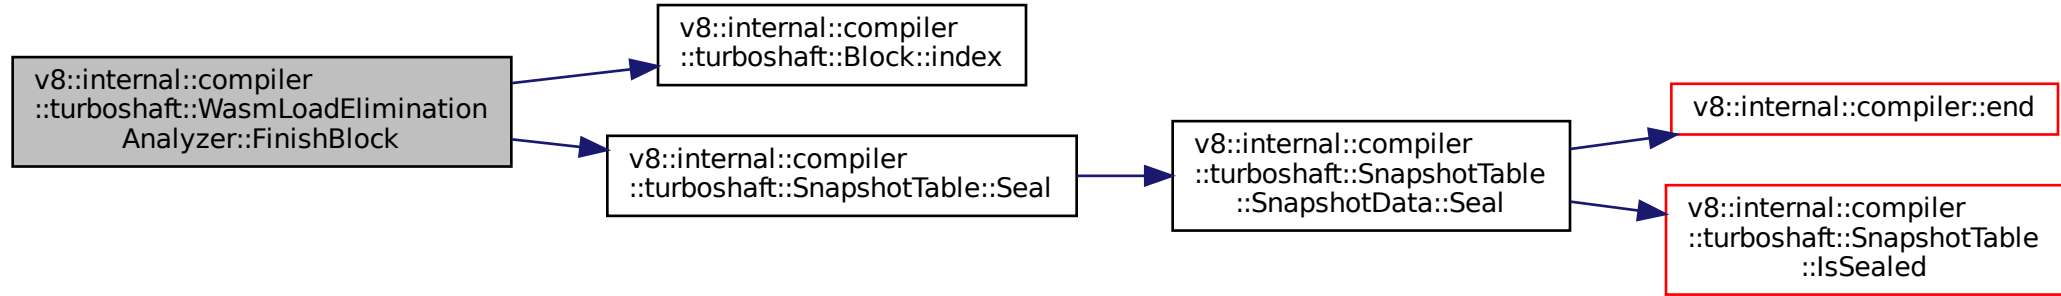 v8::internal::compiler
::turboshaft::WasmLoadElimination
Analyzer::FinishBlock
v8::internal::compiler
::turboshaft::Block::index
v8::internal::compiler
::turboshaft::SnapshotTable::Seal
v8::internal::compiler
::turboshaft::SnapshotTable
::SnapshotData::Seal
v8::internal::compiler::end
v8::internal::compiler
::turboshaft::SnapshotTable
::IsSealed